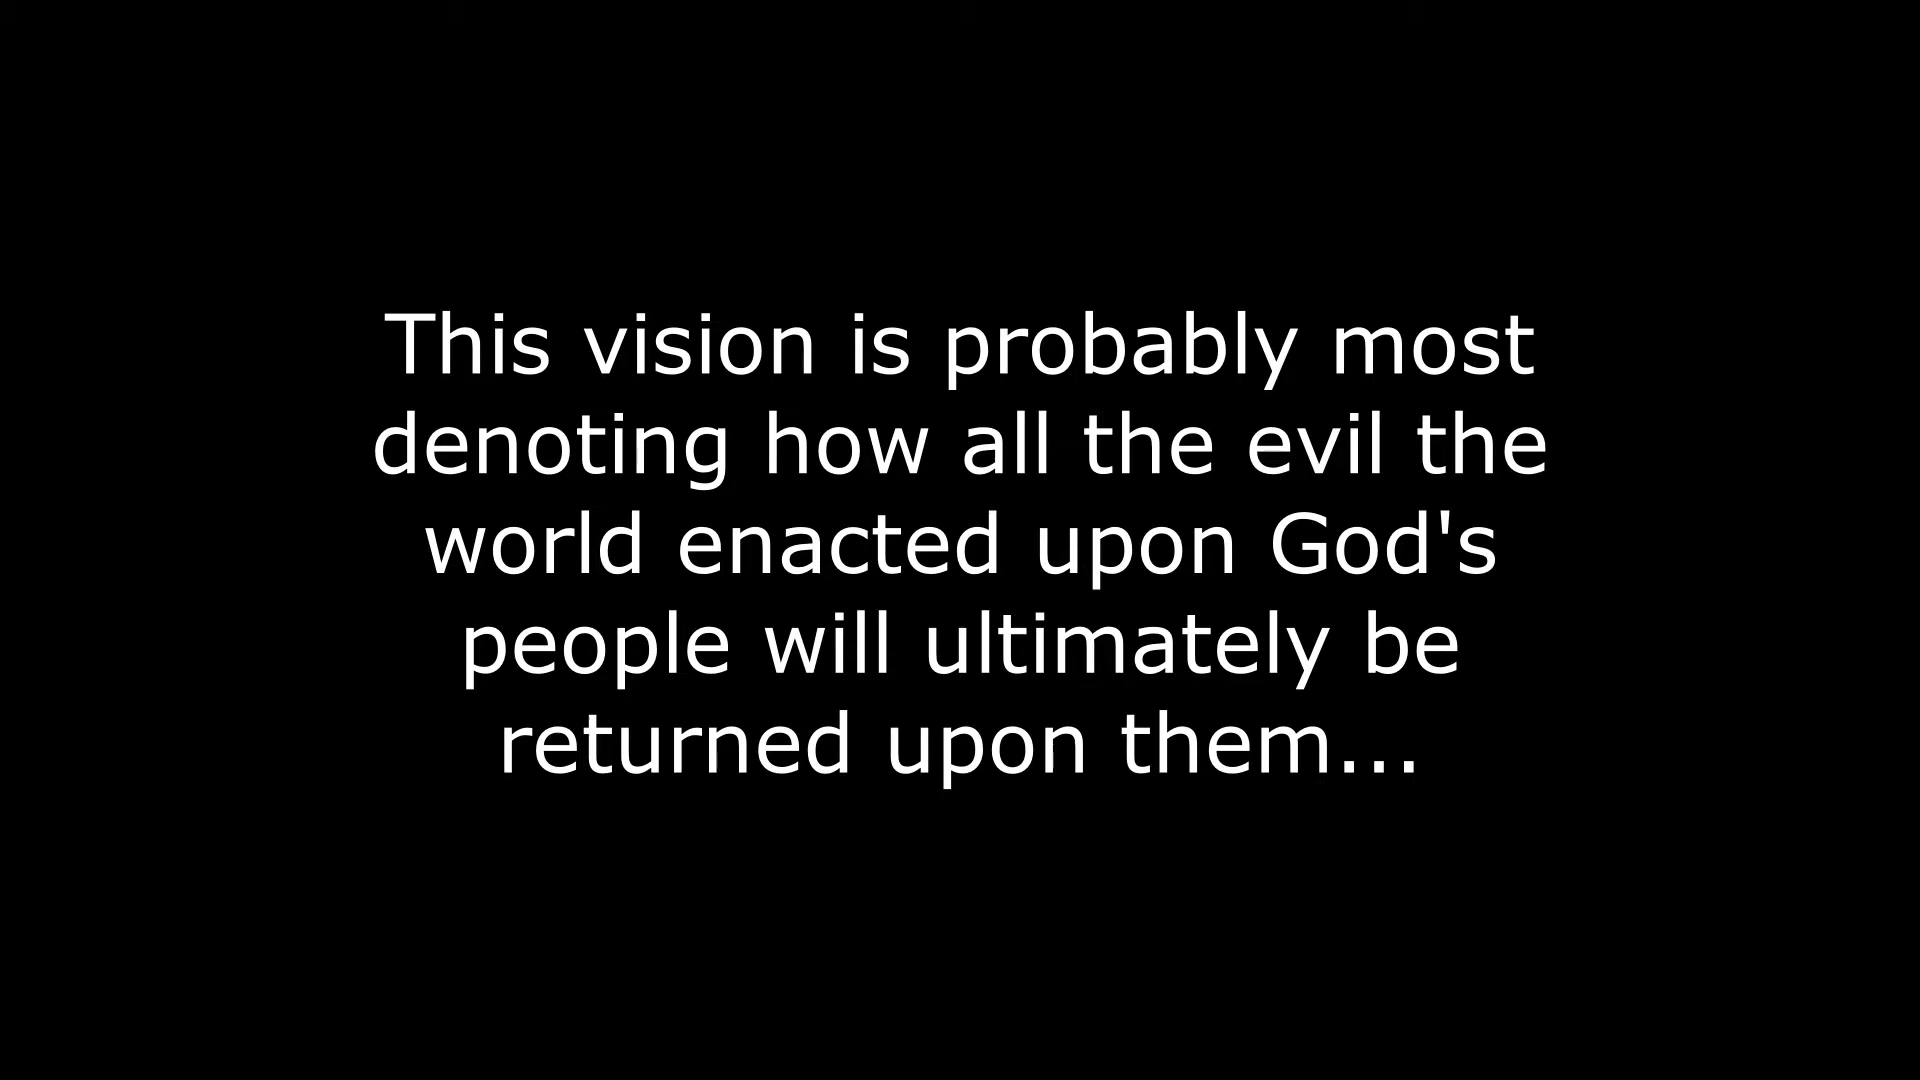 This vision is probably most
denoting how all the evil the
world enacted upon God's
people will ultimately be
returned upon them...